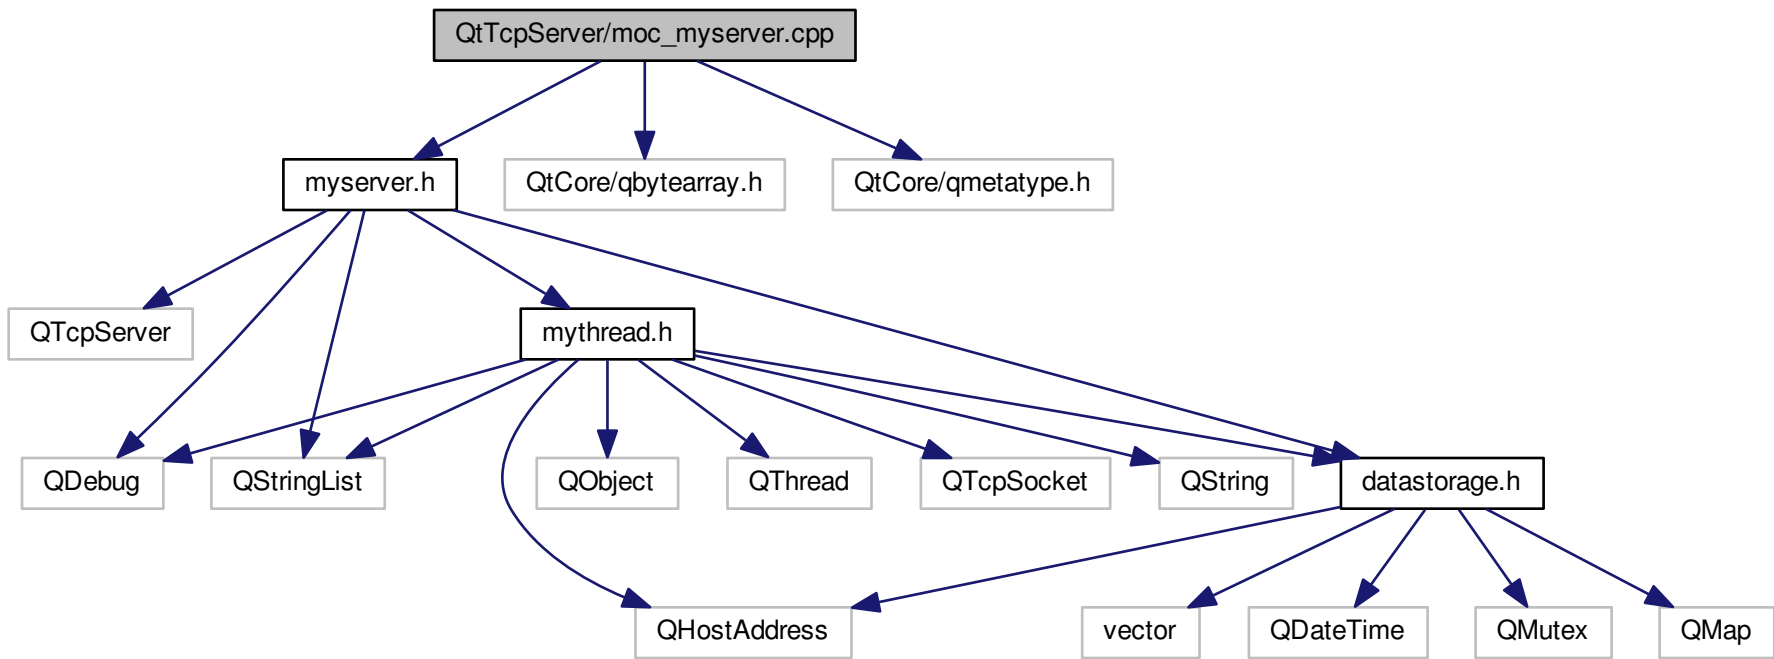 QtTcpServer/moc_myserver.cpp
myserver.h
QtCore/qbytearray.h
QtCore/qmetatype.h
QTcpServer
mythread.h
QDebug
QStringList
QObject
QThread
QTcpSocket
QString
datastorage.h
QHostAddress
vector
QDateTime
QMutex
QMap